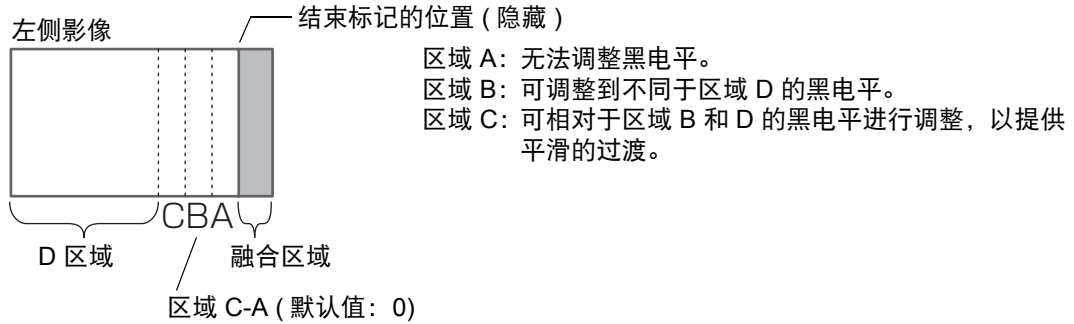 结束标记的位置 ( 隐藏 )
左侧影像
区域 A：无法调整黑电平。
区域 B：可调整到不同于区域 D 的黑电平。
区域 C：可相对于区域 B 和 D 的黑电平进行调整，以提供
平滑的过渡。
CBA
D 区域
融合区域
区域 C-A ( 默认值：0)